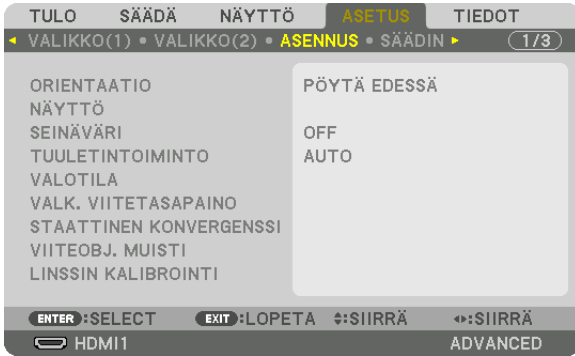 TULO SÄÄDÄ NÄYTTÖ ASETUS TIEDOT
VALIKKO(1) • VALIKKO(2) • ASENNUS • SÄÄDIN 1/3
ORIENTAATIO PÖYTÄ EDESSÄ
NÄYTTÖ
SEINÄVÄRI OFF
TUULETINTOIMINTO AUTO
VALOTILA
VALK. VIITETASAPAINO
STAATTINEN KONVERGENSSI
VIITEOBJ. MUISTI
LINSSIN KALIBROINTI
ENTER :SELECT EXIT :LOPETA :SIIRRÄ :SIIRRÄ
HDMI1 ADVANCED